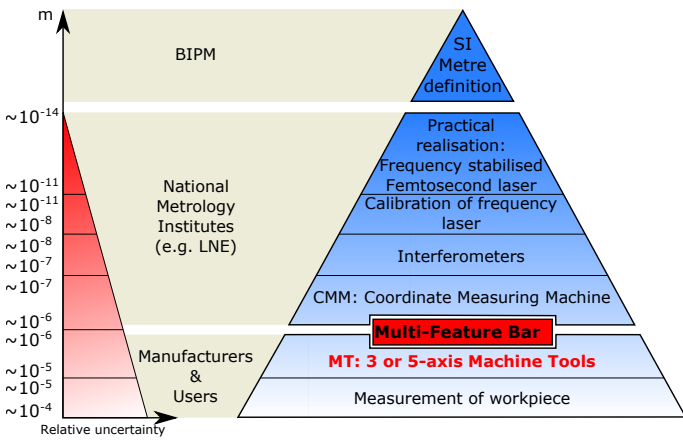 m
BIPM
SI
Metre
definition
~10⁻¹⁴
Practical
realisation:
Frequency stabilised
Femtosecond laser
~10⁻¹¹
~10⁻¹¹
National
Metrology
Institutes
(e.g. LNE)
Calibration of frequency
laser
~10⁻⁸
~10⁻⁸
Interferometers
~10⁻⁷
~10⁻⁷
CMM: Coordinate Measuring Machine
~10⁻⁶
Multi-Feature Bar
~10⁻⁶
Manufacturers
&
Users
MT: 3 or 5-axis Machine Tools
~10⁻⁵
~10⁻⁵
Measurement of workpiece
~10⁻⁴
Relative uncertainty